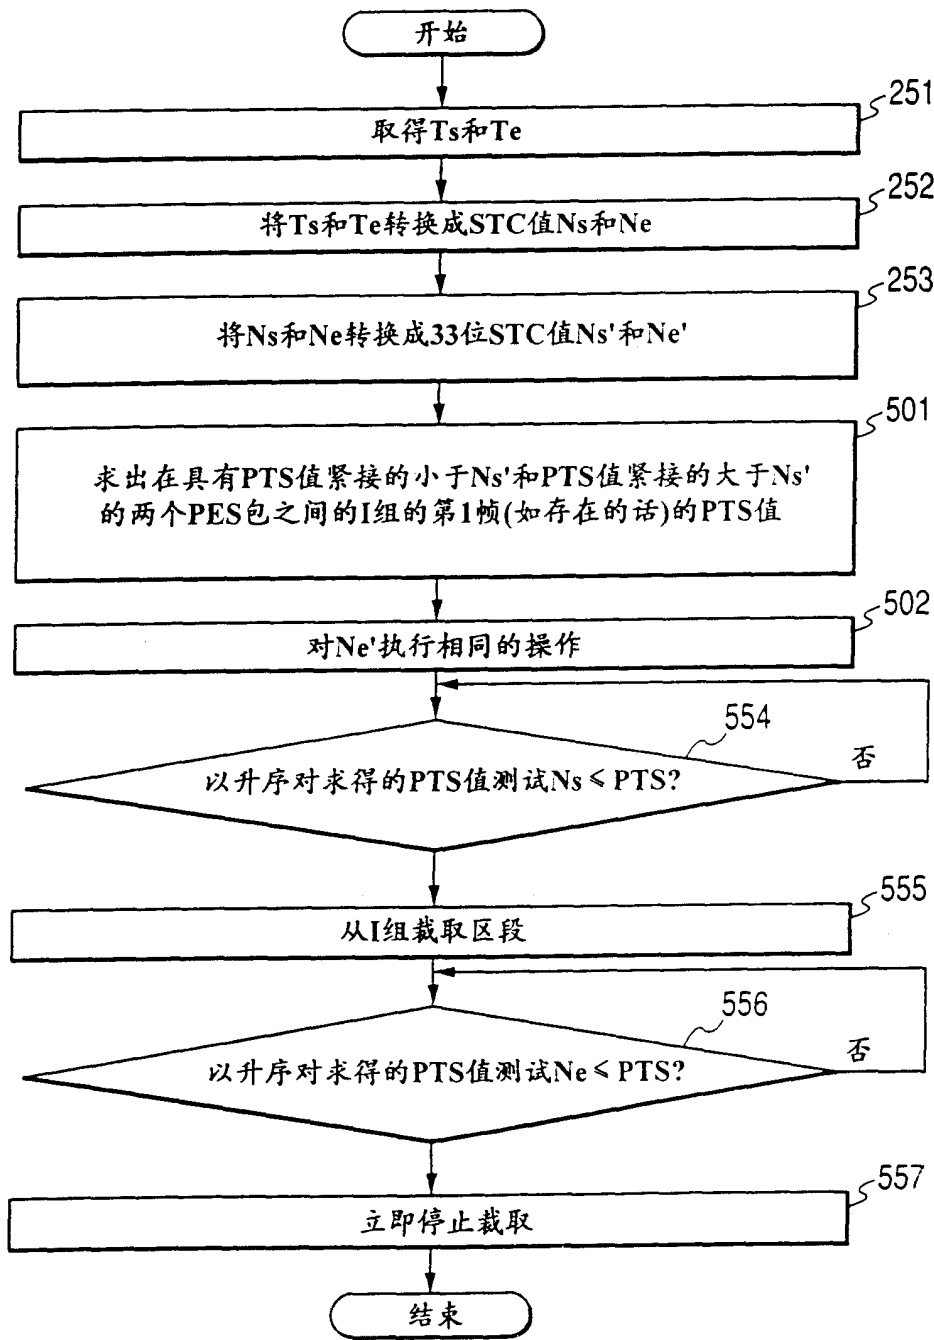 开始
251
取得Ts和Te
252
将Ts和Te转换成STC值Ns和Ne
253
将Ns和Ne转换成33位STC值Ns'和Ne'
501
求出在具有PTS值紧接的小于Ns'和PTS值紧接的大于Ns'
的两个PES包之间的I组的第1帧(如存在的话)的PTS值
502
对Ne'执行相同的操作
554
否
以升序对求得的PTS值测试Ns≤PTS?
555
从I组裁取区段
556
否
以升序对求得的PTS值测试Ne≤PTS?
557
立即停止裁取
结束